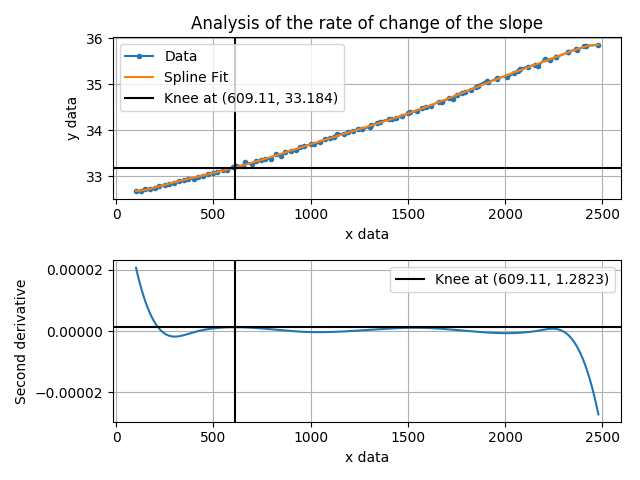 Analysis of the rate of change of the slope
36
35
34
33
y data
Data
Spline Fit
Knee at (609.11, 33.184)
0 500 1000 1500 2000 2500
x data
0.00002
0.00000
−0.00002
Second derivative
Knee at (609.11, 1.2823)
0 500 1000 1500 2000 2500
x data